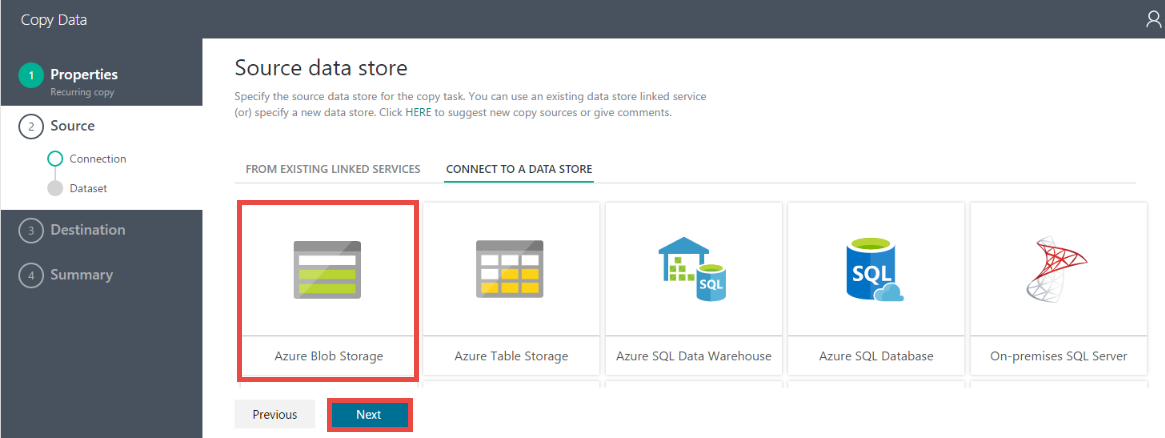 Copy Data
1 Properties
Recurring copy
2 Source
Connection
Dataset
3 Destination
4 Summary
Source data store
Specify the source data store for the copy task. You can use an existing data store linked service
(or) specify a new data store. Click HERE to suggest new copy sources or give comments.
FROM EXISTING LINKED SERVICES CONNECT TO A DATA STORE
SQL SQL
Azure Blob Storage Azure Table Storage Azure SQL Data Warehouse Azure SQL Database On-premises SQL Server
Previous Next